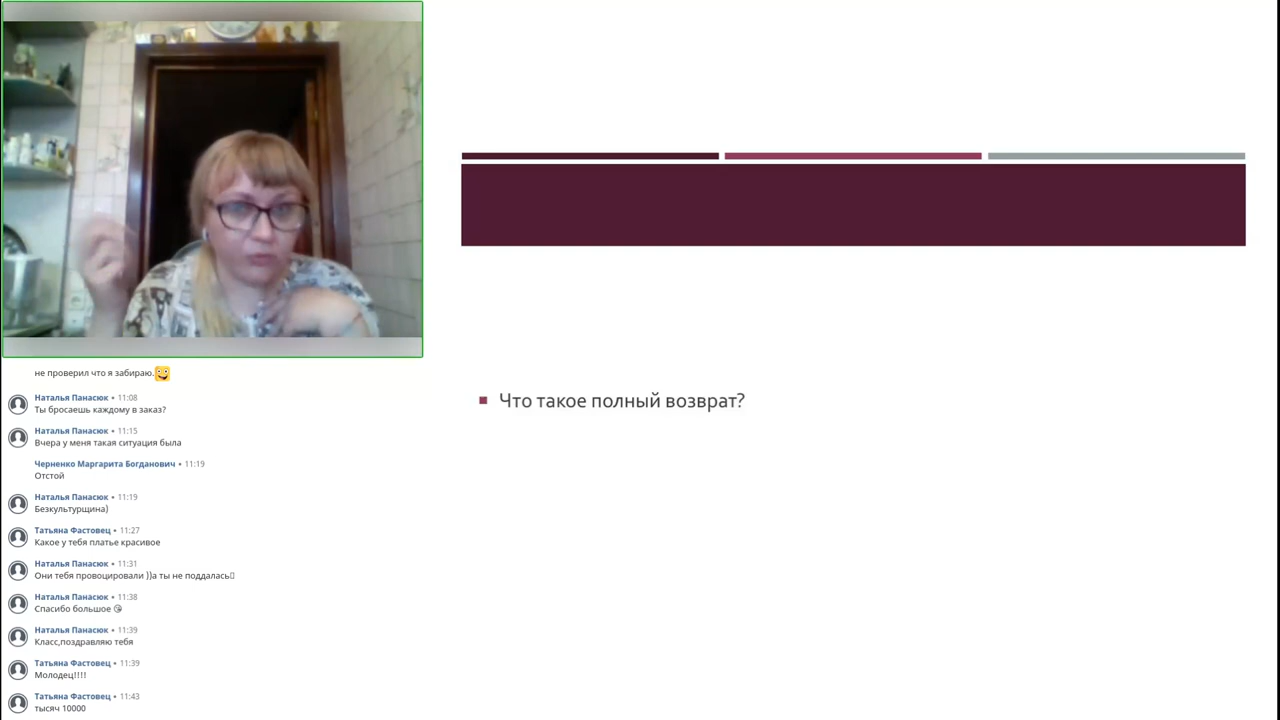 не проверил что я забираю.
Наталья Панасюк • 11:08
Ты бросаешь каждому в заказ?
Наталья Панасюк • 11:15
Вчера у меня такая ситуация была
Черненко Маргарита Богданович • 11:19
Отстой
Наталья Панасюк • 11:19
Безкультурщина)
Татьяна Фастовец • 11:27
Какое у тебя платье красивое
Наталья Панасюк • 11:31
Они тебя провоцировали ))а ты не поддалась
Наталья Панасюк • 11:38
Спасибо большое 😘
Наталья Панасюк • 11:39
Класс,поздравляю тебя
Татьяна Фастовец • 11:39
Молодец!!!!
Татьяна Фастовец • 11:43
тысяч 10000
Что такое полный возврат?